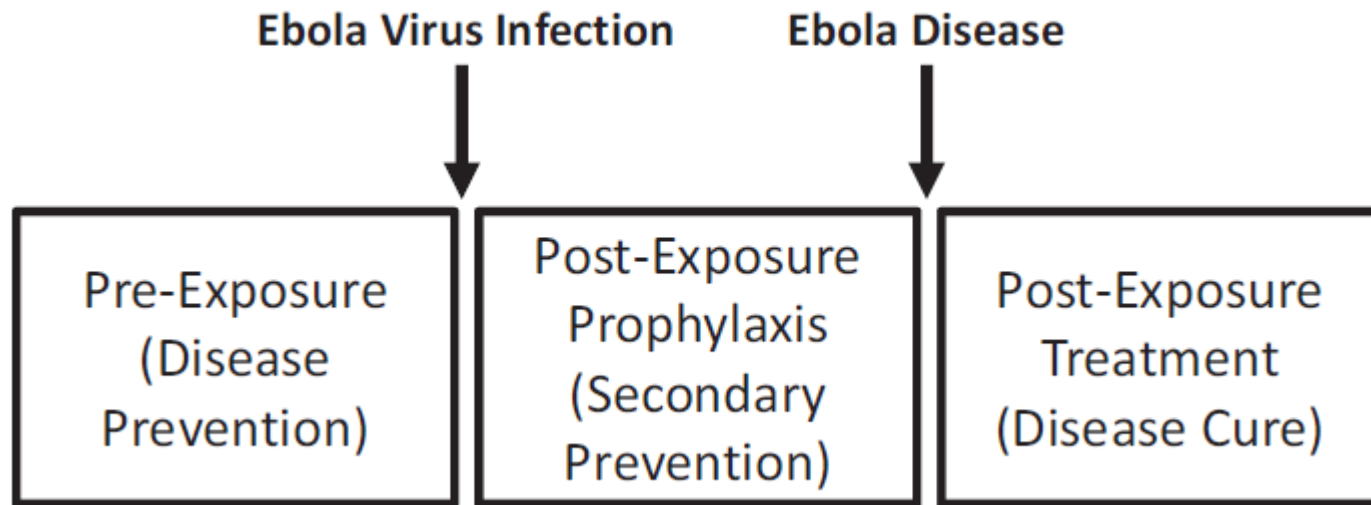 Ebola Virus Infection
Ebola Disease
Pre-Exposure
(Disease
Prevention)
Post-Exposure
Prophylaxis
(Secondary
Prevention)
Post-Exposure
Treatment
(Disease Cure)